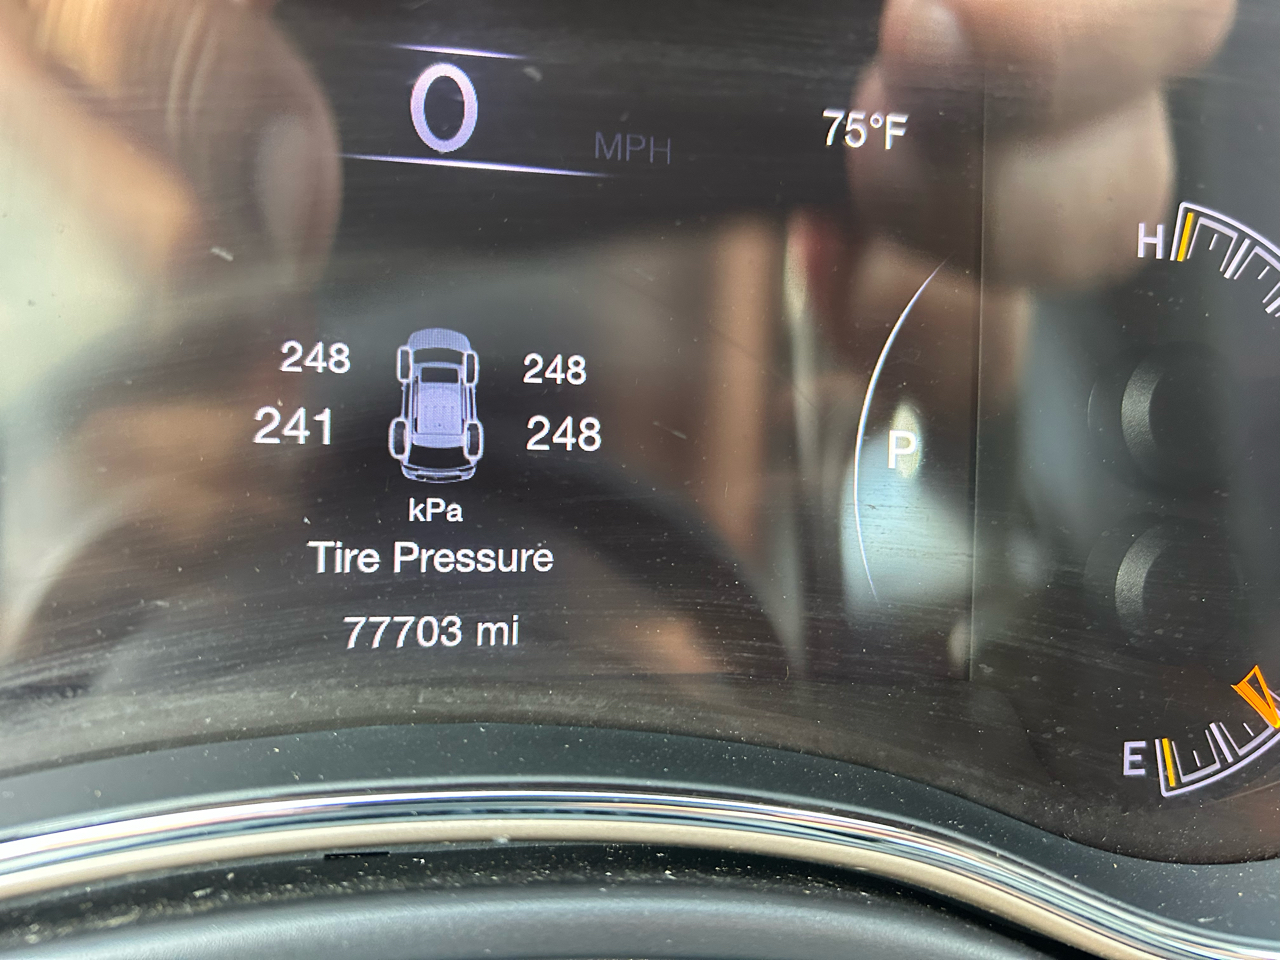 0 MPH 75°F
H
248 248
241 248
P
kPa
Tire Pressure
77703 mi
E